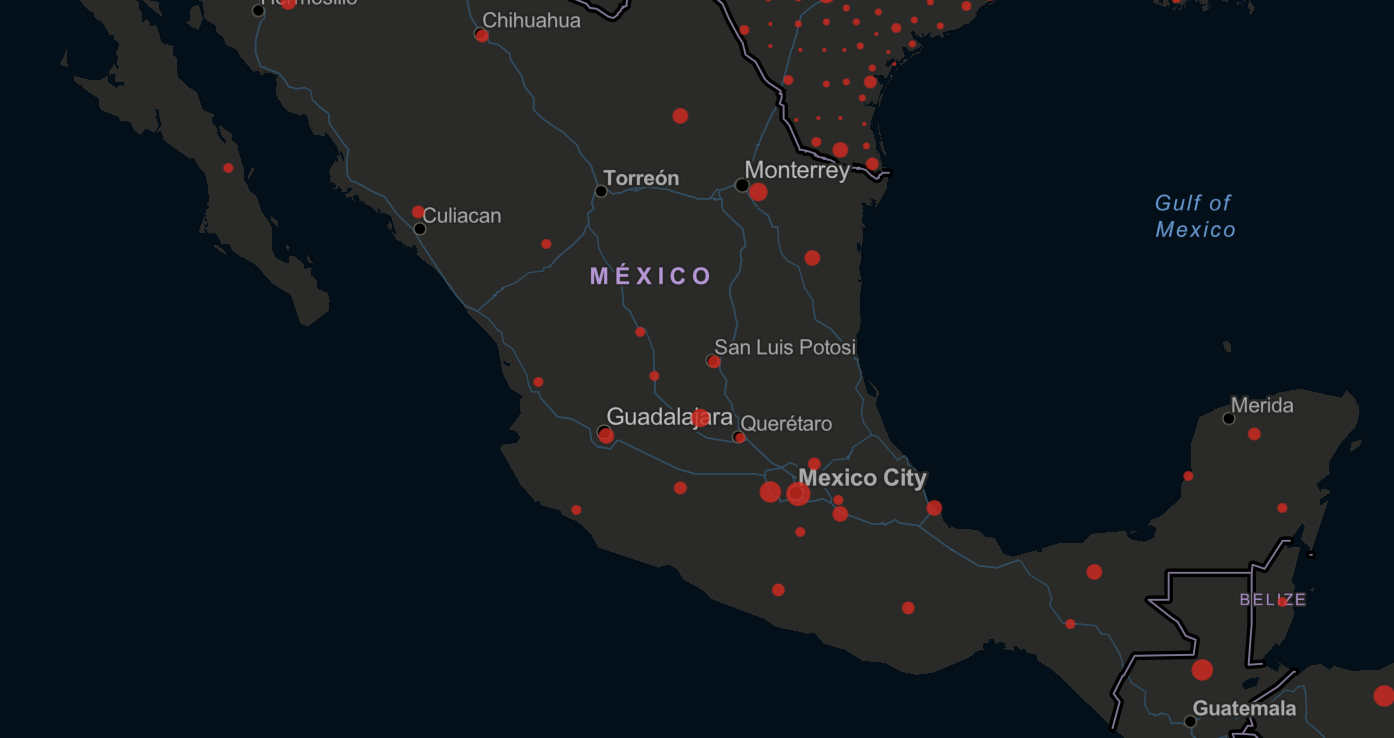 Hermosillo
Chihuahua
Monterrey
Torreón
Culiacan
Gulf of
Mexico
MÉXICO
San Luis Potosi
Merida
Guadalajara
Querétaro
Mexico City
BELIZE
Guatemala